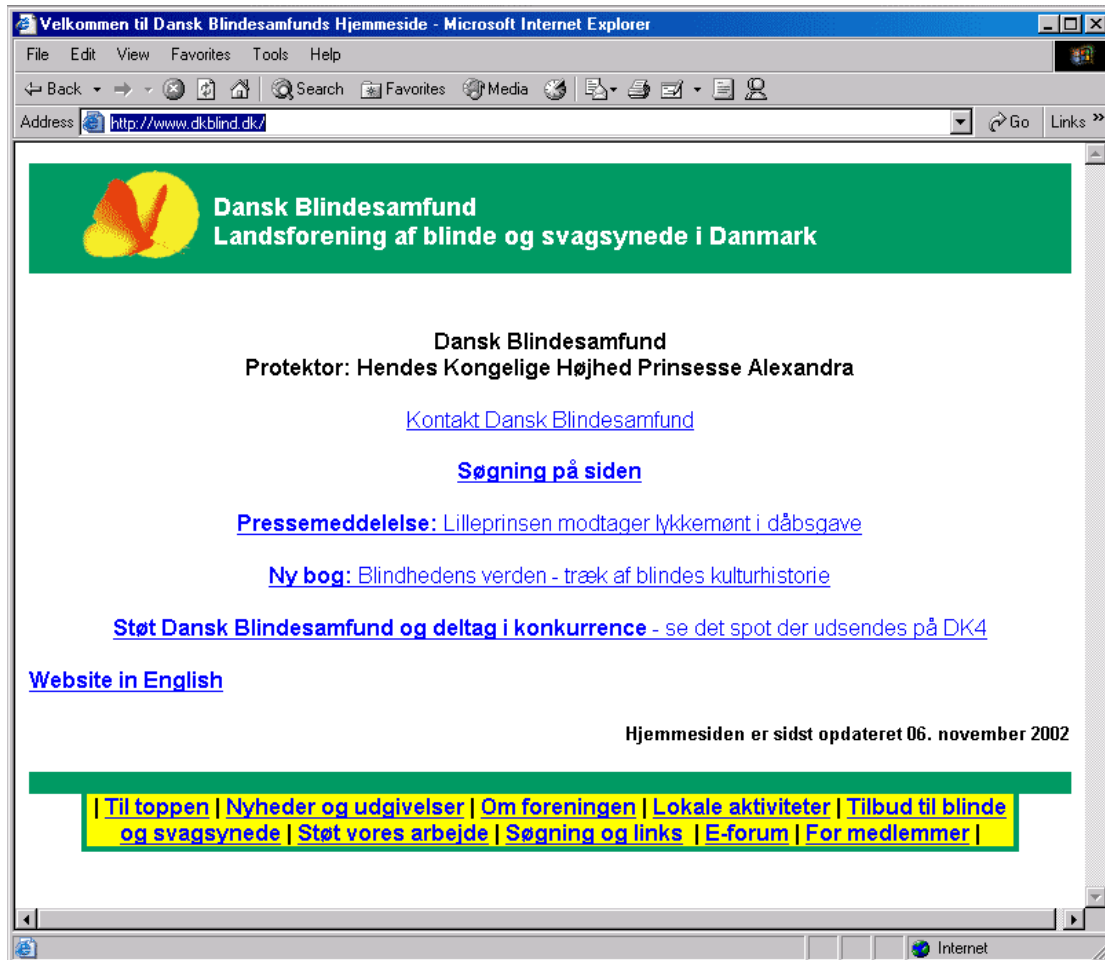 Velkommen til Dansk Blindesamfunds Hjemmeside - Microsoft Internet Explorer
File Edit View Favorites Tools Help
Back Search Favorites Media
Address http://www.dkblind.dk/ Go Links »
Dansk Blindesamfund
Landsforening af blinde og svagsynede i Danmark
Dansk Blindesamfund
Protektor: Hendes Kongelige Højhed Prinsesse Alexandra
Kontakt Dansk Blindesamfund
Søgning på siden
Pressemeddelelse: Lilleprinsen modtager lykkemønt i dåbsgave
Ny bog: Blindhedens verden - træk af blindes kulturhistorie
Støt Dansk Blindesamfund og deltag i konkurrence - se det spot der udsendes på DK4
Website in English
Hjemmesiden er sidst opdateret 06. november 2002
| Til toppen | Nyheder og udgivelser | Om foreningen | Lokale aktiviteter | Tilbud til blinde
og svagsynede | Støt vores arbejde | Søgning og links | E-forum | For medlemmer |
Internet